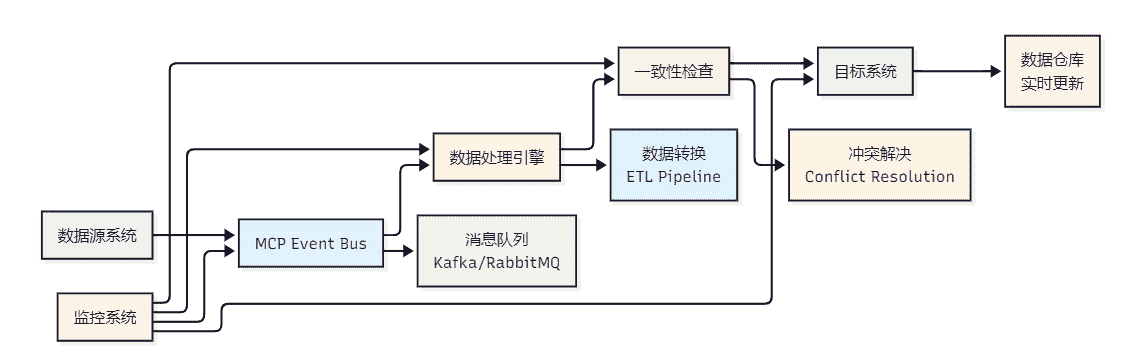 数据仓库
实时更新
一致性检查
目标系统
数据处理引擎
数据转换
ETL Pipeline
冲突解决
Conflict Resolution
数据源系统
MCP Event Bus
消息队列
Kafka/RabbitMQ
监控系统